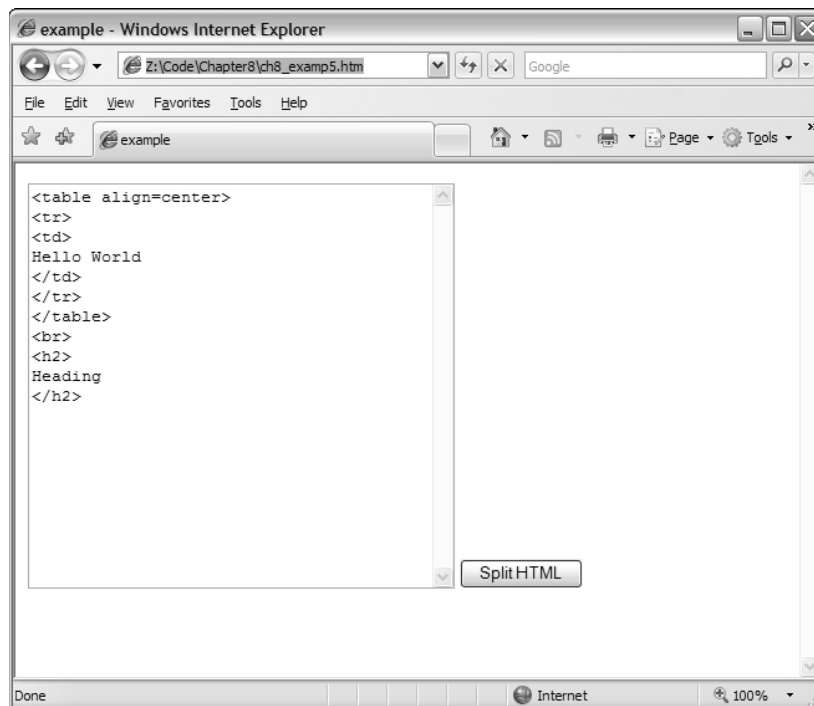 example - Windows Internet Explorer
Z:\Code\Chapter8\ch8_examp5.htm Google
File Edit View Favorites Tools Help
example Page Tools »
<table align=center>
<tr>
<td>
Hello World
</td>
</tr>
</table>
<br>
<h2>
Heading
</h2>
Split HTML
Done Internet 100%